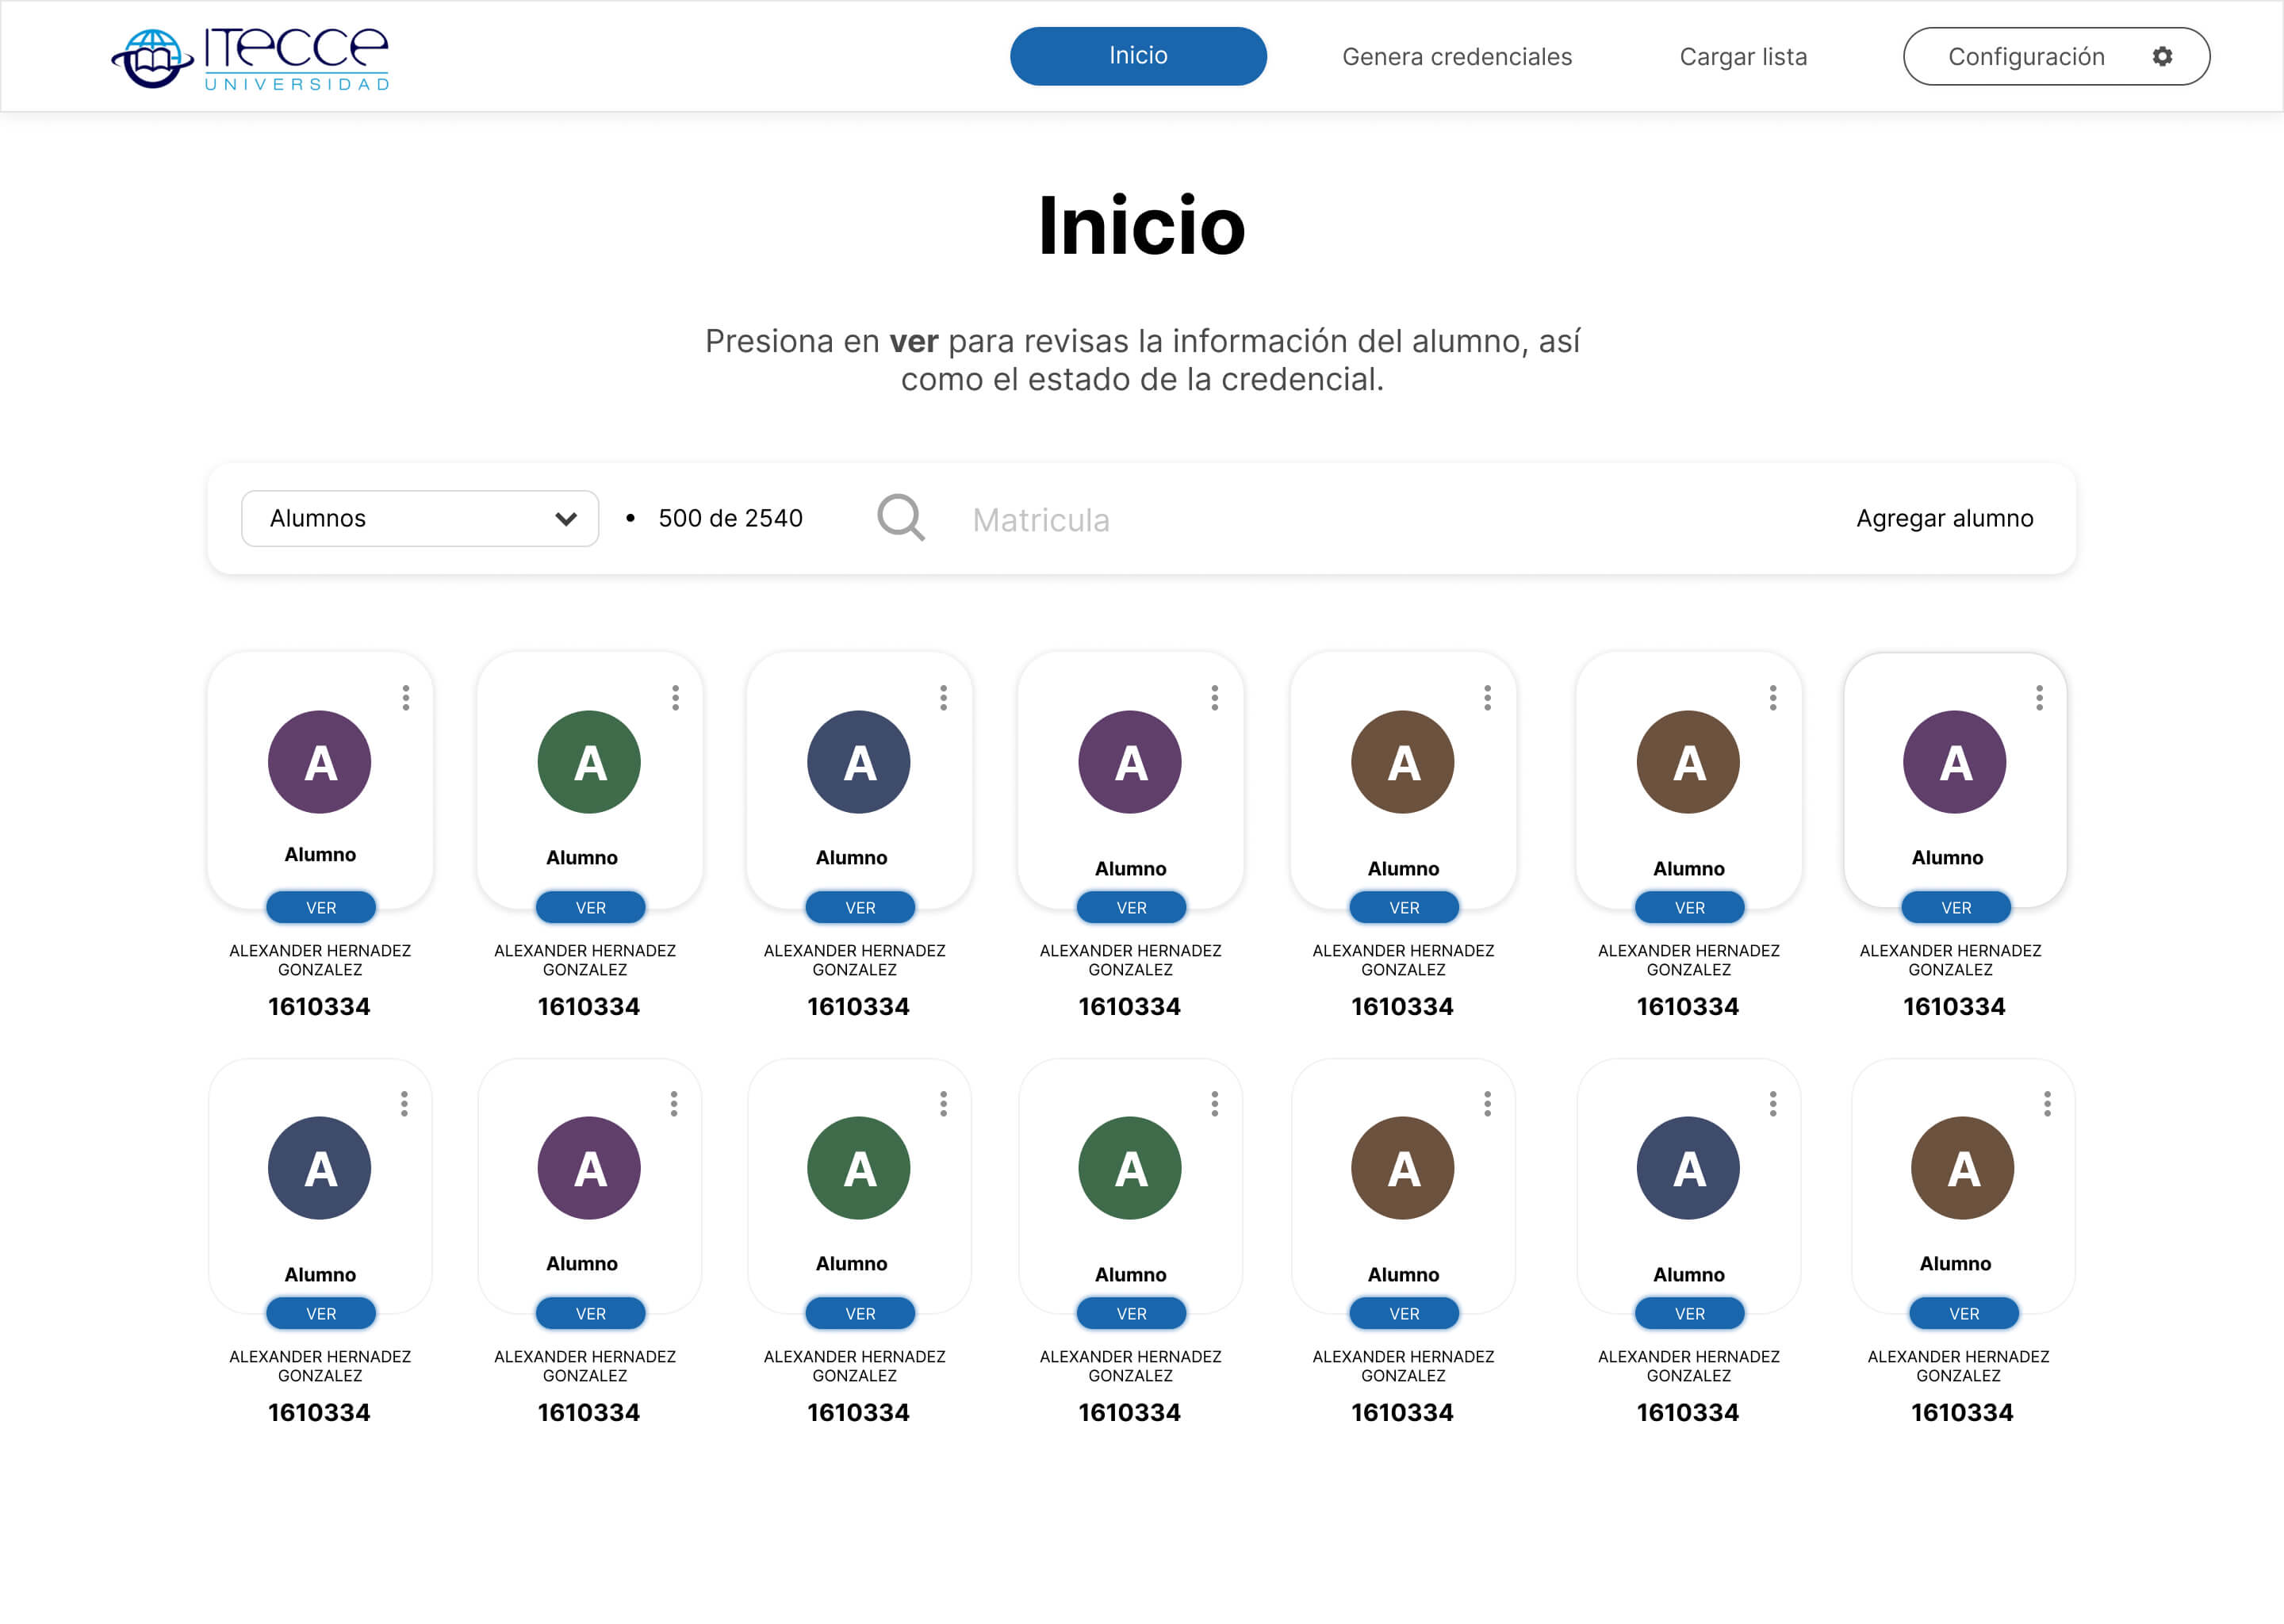 ITECCE
UNIVERSIDAD
Inicio
Genera credenciales
Cargar lista
Configuración
Inicio
Presiona en ver para revisas la información del alumno, así
como el estado de la credencial.
Alumnos
• 500 de 2540
Matricula
Agregar alumno
A A A A A A A
Alumno Alumno Alumno Alumno Alumno Alumno Alumno
VER VER VER VER VER VER VER
ALEXANDER HERNADEZ ALEXANDER HERNADEZ ALEXANDER HERNADEZ ALEXANDER HERNADEZ ALEXANDER HERNADEZ ALEXANDER HERNADEZ ALEXANDER HERNADEZ
GONZALEZ GONZALEZ GONZALEZ GONZALEZ GONZALEZ GONZALEZ GONZALEZ
1610334 1610334 1610334 1610334 1610334 1610334 1610334
A A A A A A A
Alumno Alumno Alumno Alumno Alumno Alumno Alumno
VER VER VER VER VER VER VER
ALEXANDER HERNADEZ ALEXANDER HERNADEZ ALEXANDER HERNADEZ ALEXANDER HERNADEZ ALEXANDER HERNADEZ ALEXANDER HERNADEZ ALEXANDER HERNADEZ
GONZALEZ GONZALEZ GONZALEZ GONZALEZ GONZALEZ GONZALEZ GONZALEZ
1610334 1610334 1610334 1610334 1610334 1610334 1610334